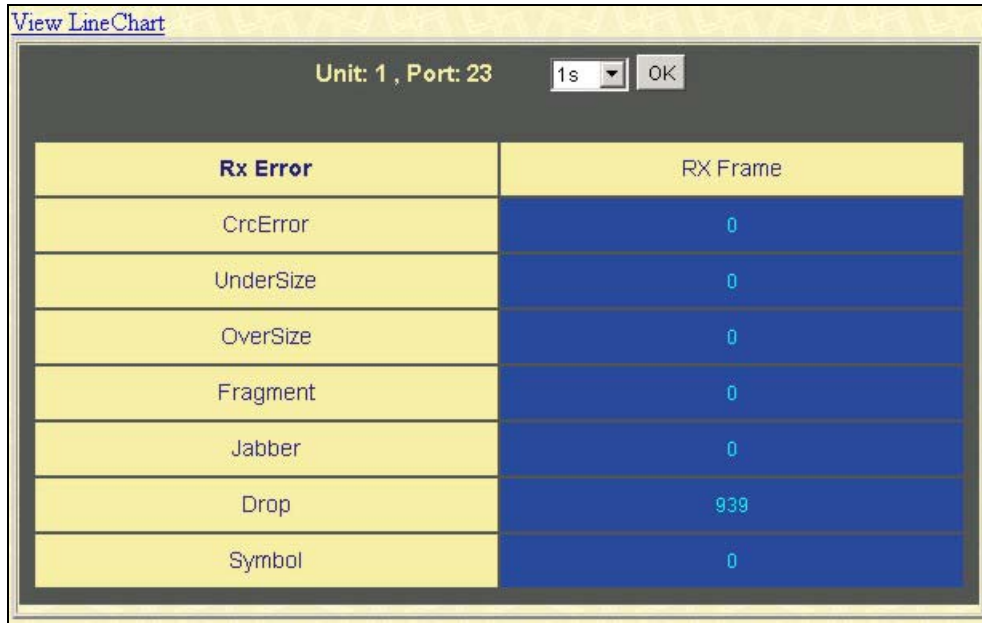 View LineChart
Unit: 1 , Port: 23 1s OK
Rx Error RX Frame
CrcError 0
UnderSize 0
OverSize 0
Fragment 0
Jabber 0
Drop 939
Symbol 0